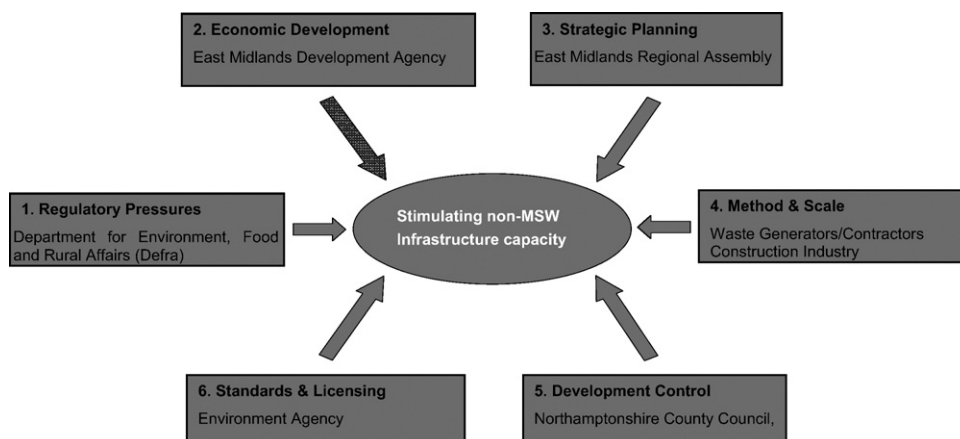 2. Economic Development
East Midlands Development Agency
3. Strategic Planning
East Midlands Regional Assembly
1. Regulatory Pressures
Department for Environment, Food
and Rural Affairs (Defra)
Stimulating non-MSW
Infrastructure capacity
4. Method & Scale
Waste Generators/Contractors
Construction Industry
6. Standards & Licensing
Environment Agency
5. Development Control
Northamptonshire County Council,